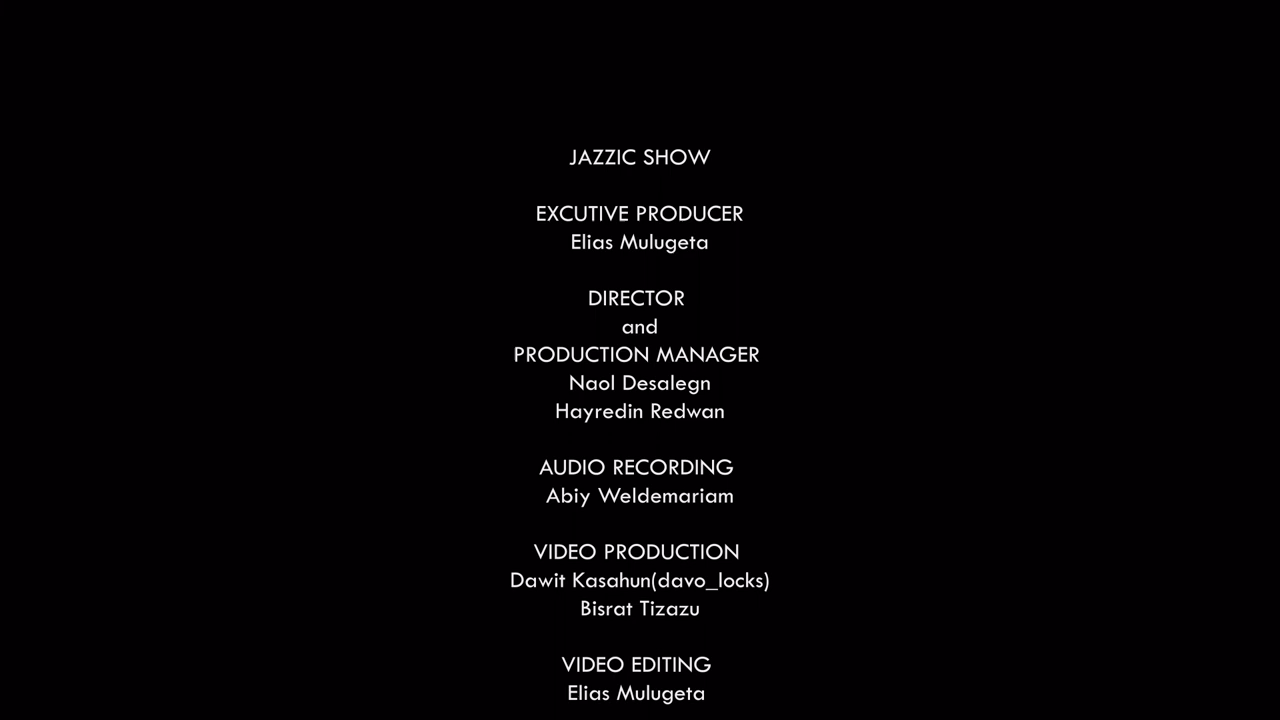 JAZZIC SHOW
EXCUTIVE PRODUCER
Elias Mulugeta
DIRECTOR
and
PRODUCTION MANAGER
Naol Desalegn
Hayredin Redwan
AUDIO RECORDING
Abiy Weldemariam
VIDEO PRODUCTION
Dawit Kasahun(davo_locks)
Bisrat Tizazu
VIDEO EDITING
Elias Mulugeta